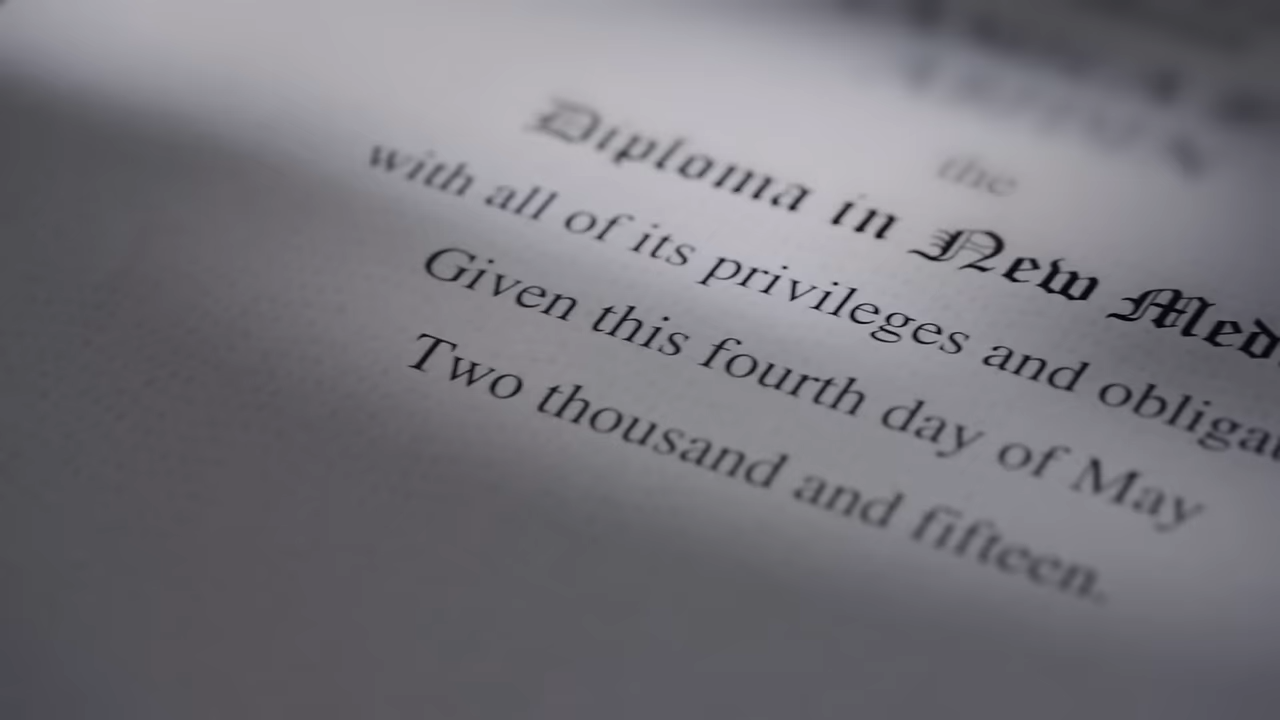 the
Diploma in New Med
with all of its privileges and obligat
Given this fourth day of May
Two thousand and fifteen.